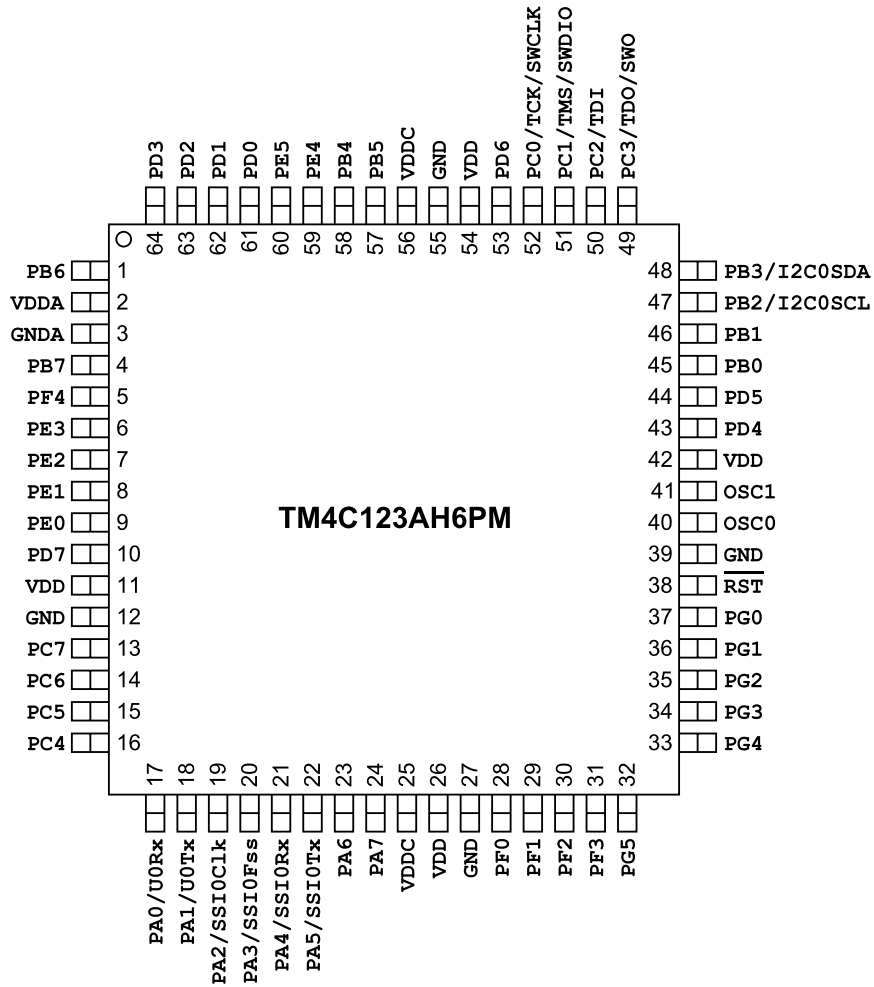 PD3
PD2
PD1
PD0
PE5
PE4
PB4
PB5
VDDC
GND
VDD
PD6
PC0/TCK/SWCLK
PC1/TMS/SWDIO
PC2/TDI
PC3/TDO/SWO
64
63
62
61
60
59
58
57
56
55
54
53
52
51
50
49
PB6 1
VDDA 2
GNDA 3
PB7 4
PF4 5
PE3 6
PE2 7
PE1 8
PE0 9
PD7 10
VDD 11
GND 12
PC7 13
PC6 14
PC5 15
PC4 16
TM4C123AH6PM
48 PB3/I2C0SDA
47 PB2/I2C0SCL
46 PB1
45 PB0
44 PD5
43 PD4
42 VDD
41 OSC1
40 OSC0
39 GND
38 RST
37 PG0
36 PG1
35 PG2
34 PG3
33 PG4
17
18
19
20
21
22
23
24
25
26
27
28
29
30
31
32
PA0/U0Rx
PA1/U0Tx
PA2/SSI0Clk
PA3/SSI0Fss
PA4/SSI0Rx
PA5/SSI0Tx
PA6
PA7
VDDC
VDD
GND
PF0
PF1
PF2
PF3
PG5